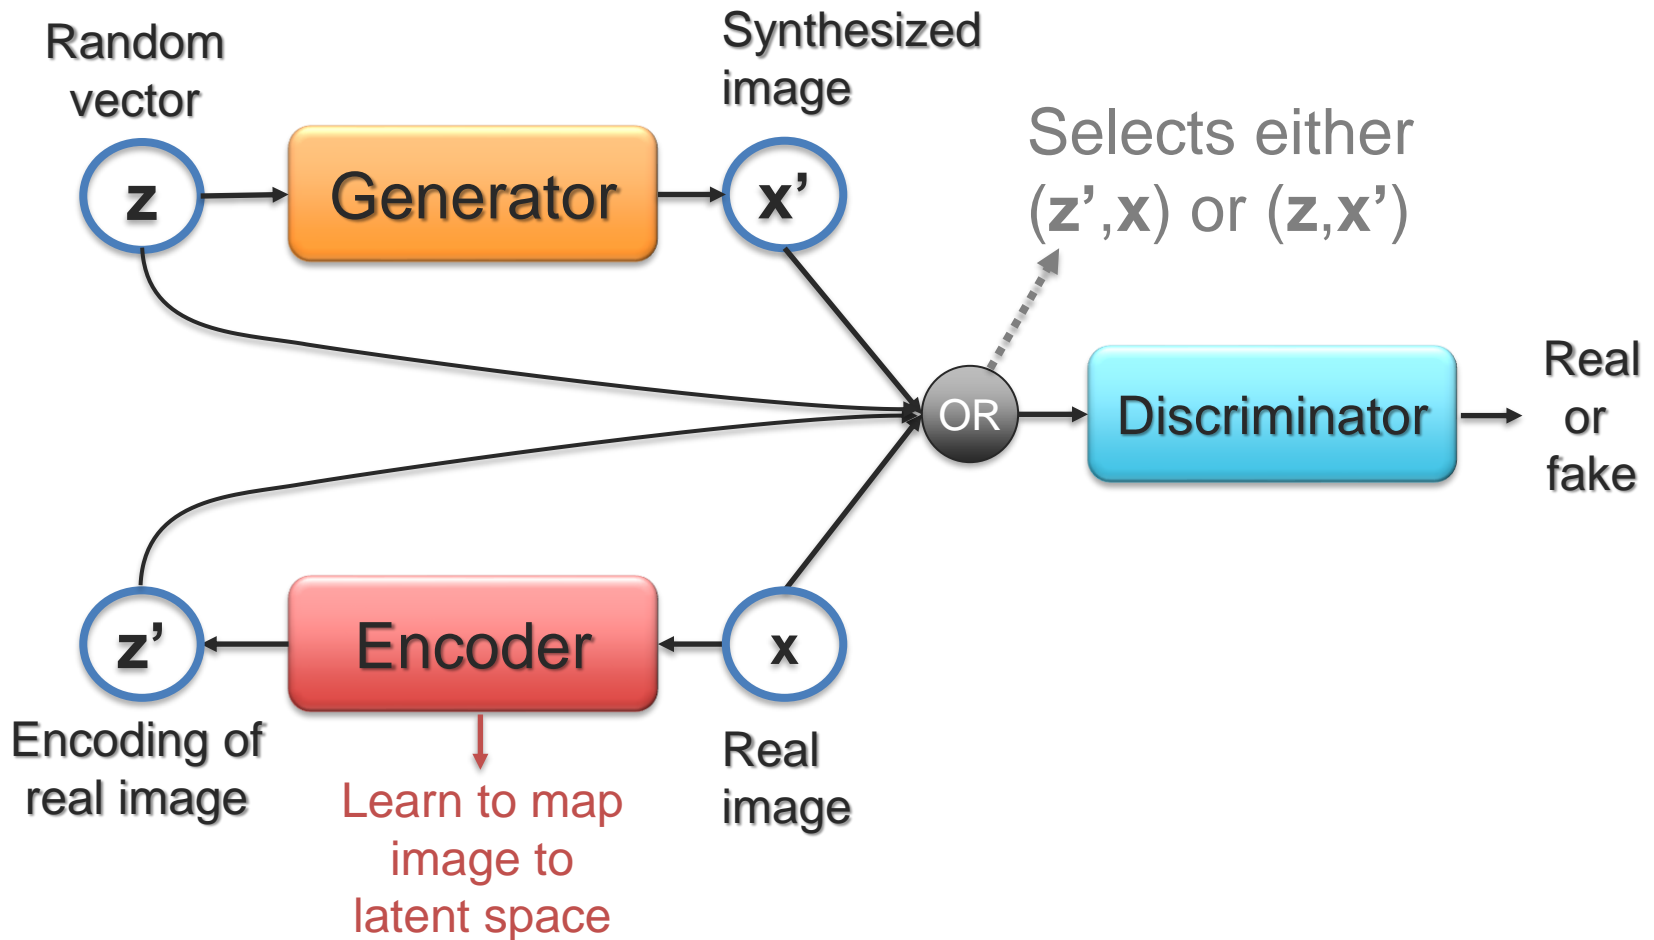 Random
vector
Synthesized
image
z
Generator
x’
Selects either
(z’,x) or (z,x’)
OR
Discriminator
Real
or
fake
z’
Encoder
x
Encoding of
real image
Learn to map
image to
latent space
Real
image